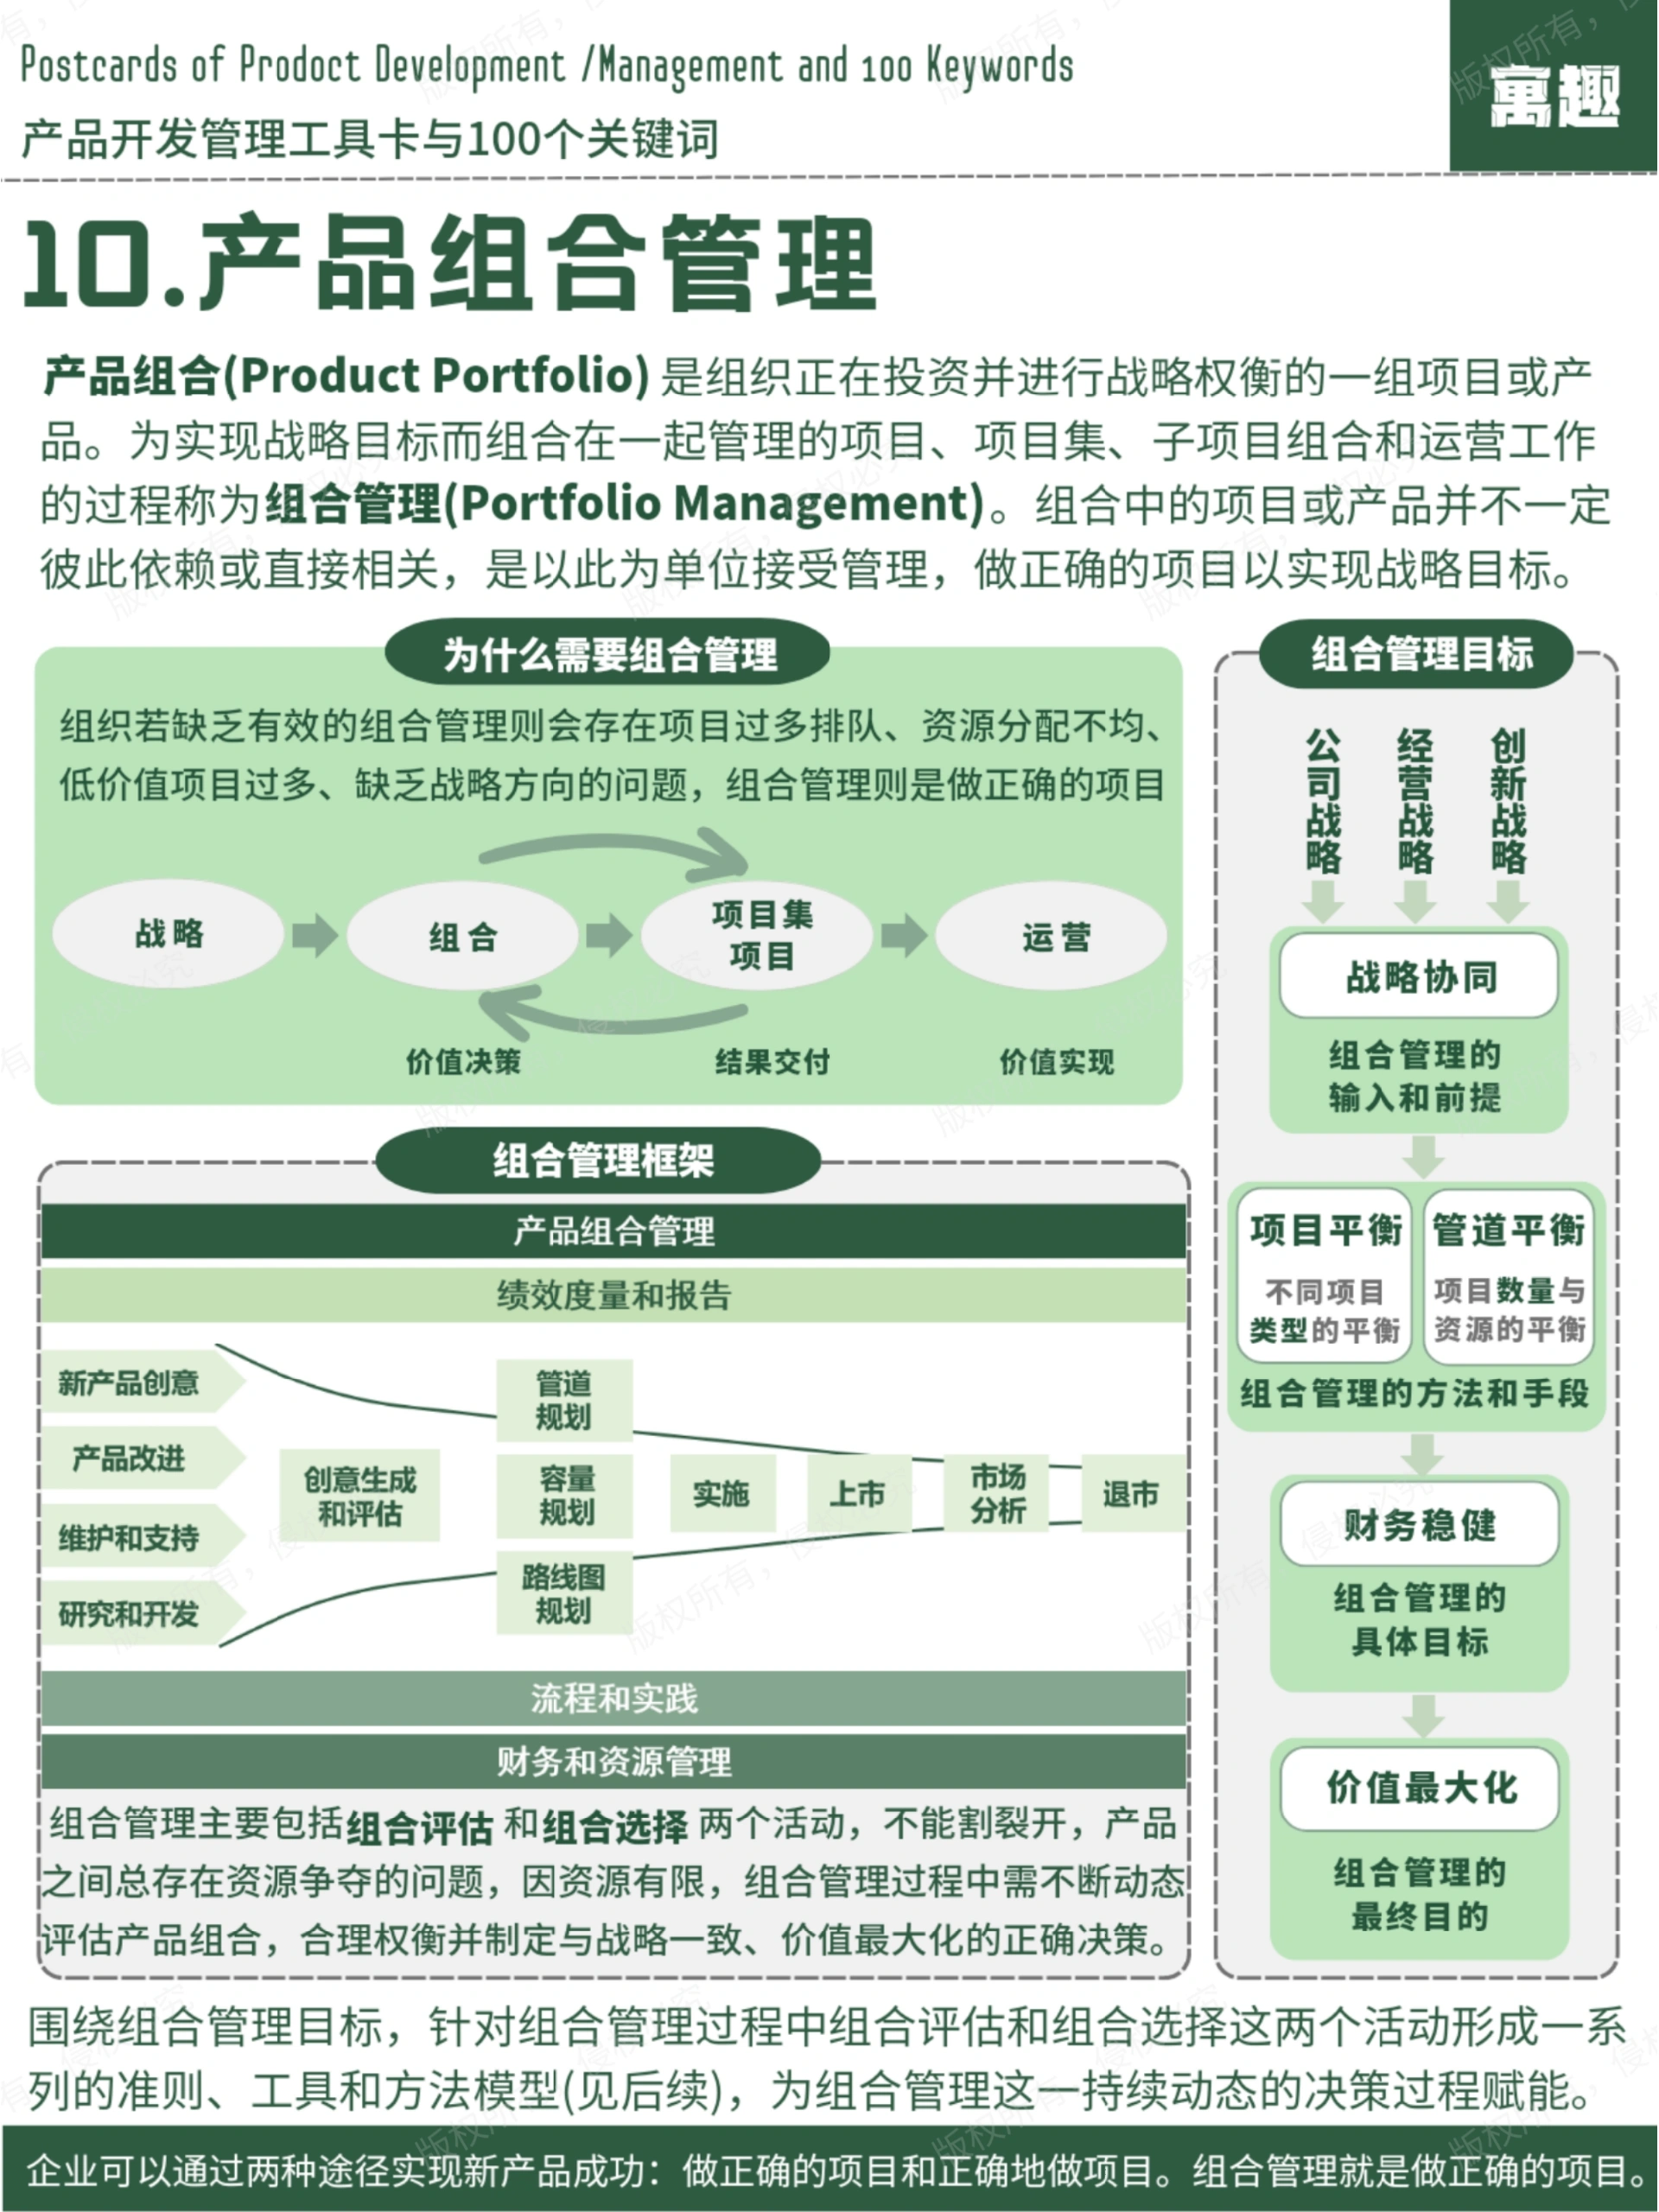 Postcards of Prodoct Development /Management and 100 Keywords
产品开发管理工具卡与100个关键词
寓趣
10.产品组合管理
产品组合(Product Portfolio) 是组织正在投资并进行战略权衡的一组项目或产
品。为实现战略目标而组合在一起管理的项目、项目集、子项目组合和运营工作
的过程称为组合管理(Portfolio Management)。组合中的项目或产品并不一定
彼此依赖或直接相关，是以此为单位接受管理，做正确的项目以实现战略目标。
为什么需要组合管理
组织若缺乏有效的组合管理则会存在项目过多排队、资源分配不均、
低价值项目过多、缺乏战略方向的问题，组合管理则是做正确的项目
战略
组合
项目集
项目
运营
价值决策
结果交付
价值实现
组合管理框架
产品组合管理
绩效度量和报告
新产品创意
产品改进
维护和支持
研究和开发
创意生成
和评估
管道
规划
容量
规划
路线图
规划
实施
上市
市场
分析
退市
流程和实践
财务和资源管理
组合管理主要包括组合评估 和组合选择 两个活动，不能割裂开，产品
之间总存在资源争夺的问题，因资源有限，组合管理过程中需不断动态
评估产品组合，合理权衡并制定与战略一致、价值最大化的正确决策。
组合管理目标
公司战略
经营战略
创新战略
战略协同
组合管理的
输入和前提
项目平衡
不同项目
类型的平衡
管道平衡
项目数量与
资源的平衡
组合管理的方法和手段
财务稳健
组合管理的
具体目标
价值最大化
组合管理的
最终目的
围绕组合管理目标，针对组合管理过程中组合评估和组合选择这两个活动形成一系
列的准则、工具和方法模型(见后续)，为组合管理这一持续动态的决策过程赋能。
企业可以通过两种途径实现新产品成功：做正确的项目和正确地做项目。组合管理就是做正确的项目。
版权所有，侵权必究